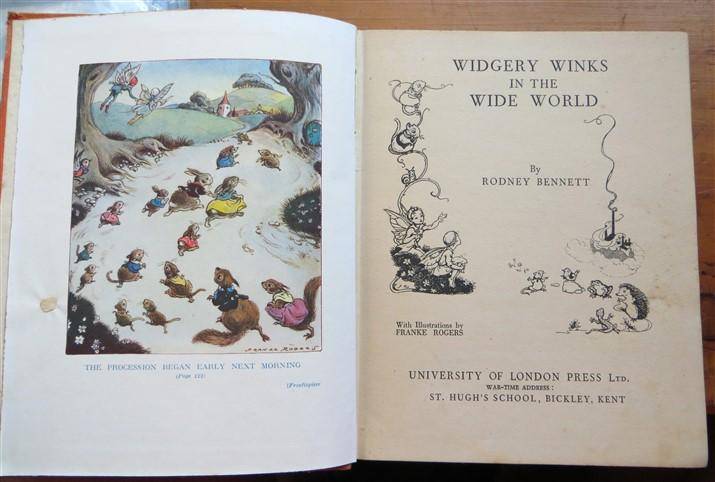 FRANKE ROGERS
THE PROCESSION BEGAN EARLY NEXT MORNING
(Page 122)
[Frontispiece
WIDGERY WINKS
IN THE
WIDE WORLD
By
RODNEY BENNETT
With Illustrations by
FRANKE ROGERS
UNIVERSITY OF LONDON PRESS LTD.
WAR-TIME ADDRESS:
ST. HUGH'S SCHOOL, BICKLEY, KENT